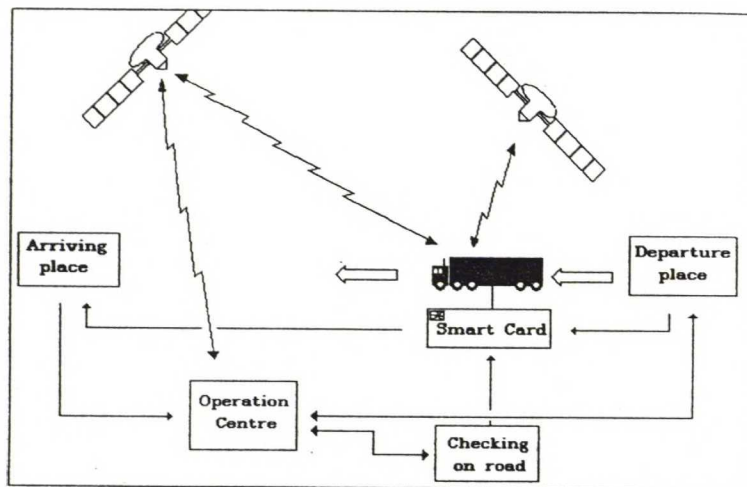 Arriving
place
Departure
place
Smart Card
Operation
Centre
Checking
on road